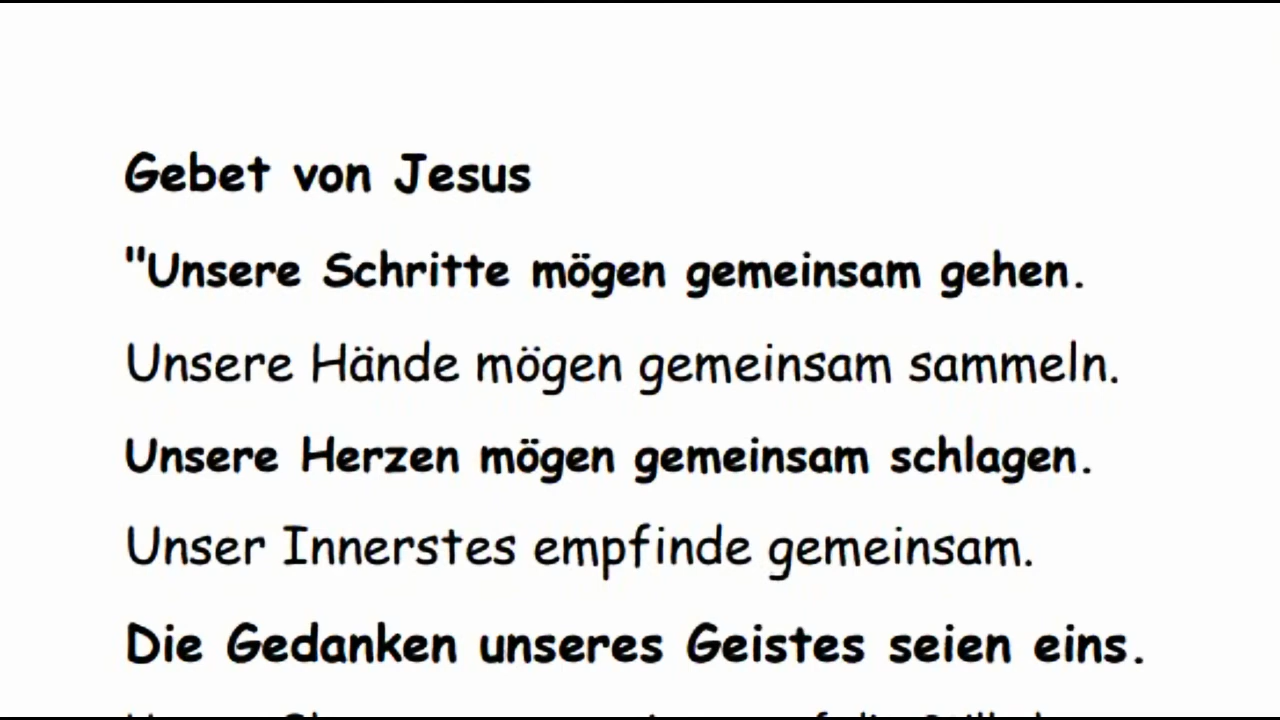 Gebet von Jesus
"Unsere Schritte mögen gemeinsam gehen.
Unsere Hände mögen gemeinsam sammeln.
Unsere Herzen mögen gemeinsam schlagen.
Unser Innerstes empfinde gemeinsam.
Die Gedanken unseres Geistes seien eins.